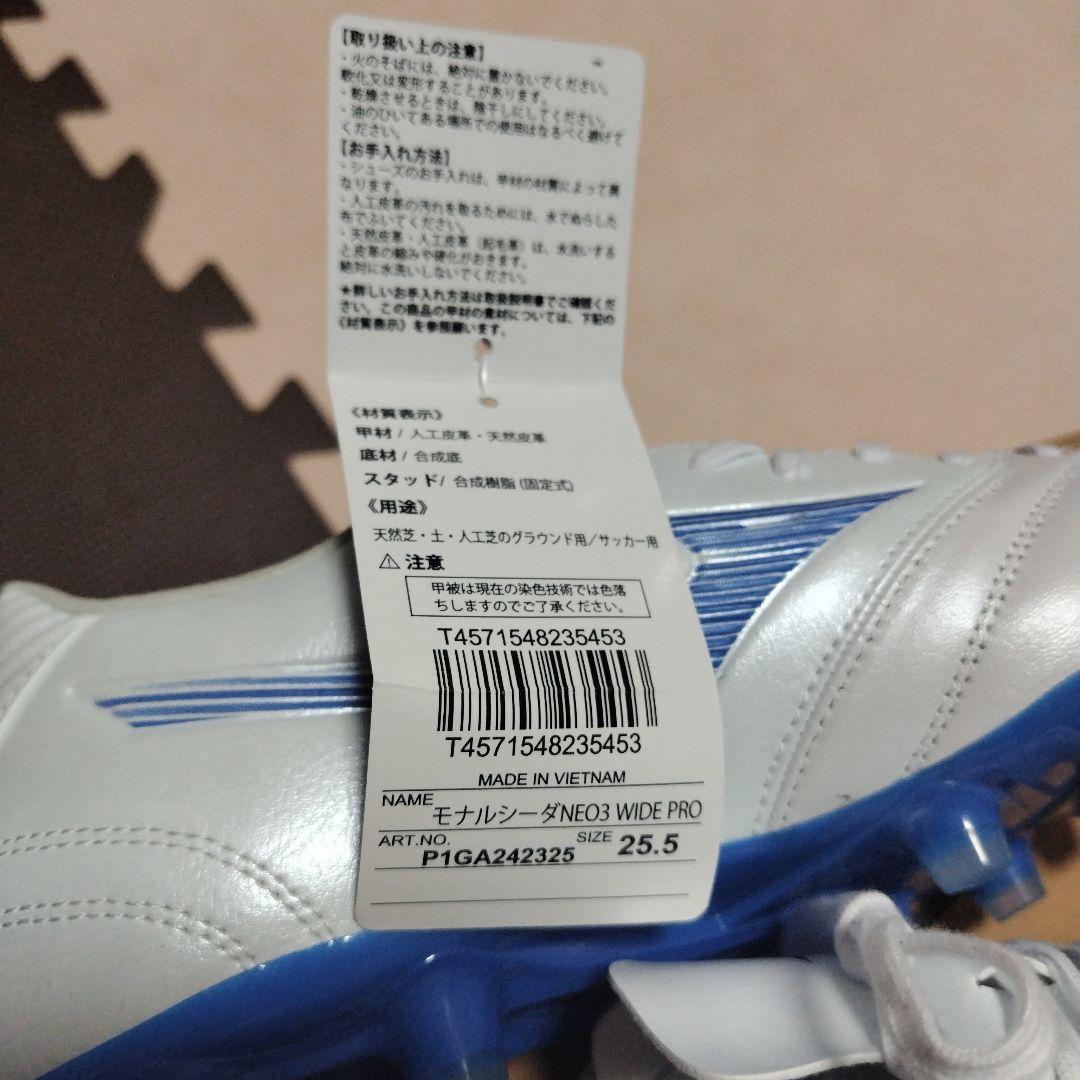 【取り扱い上の注意】
・火のそばには、絶対に置かないでください。
軟化又は変形することがあります。
・乾燥させるときは、陰干しにしてください。
・油のひいてある場所での使用はなるべく避けて
ください。
【お手入れ方法】
・シューズのお手入れは、甲材の材質によって異
なります。
・人工皮革の汚れを取るためには、水でぬらした
布でふいてください。
・天然皮革・人工皮革（起毛革）は、水洗いする
と皮革の縮みや硬化がおきます。
絶対に水洗いしないでください。
★詳しいお手入れ方法は取扱説明書でご確認くだ
さい。この商品の甲材の素材については、下記の
《材質表示》を参照願います。
《材質表示》
甲材 / 人工皮革・天然皮革
底材 / 合成底
スタッド/ 合成樹脂 (固定式)
《用途》
天然芝・土・人工芝のグラウンド用／サッカー用
⚠ 注意
甲被は現在の染色技術では色落
ちしますのでご了承ください。
T4571548235453
T4571548235453
MADE IN VIETNAM
NAME モナルシーダNEO3 WIDE PRO
ART.NO. P1GA242325 SIZE 25.5